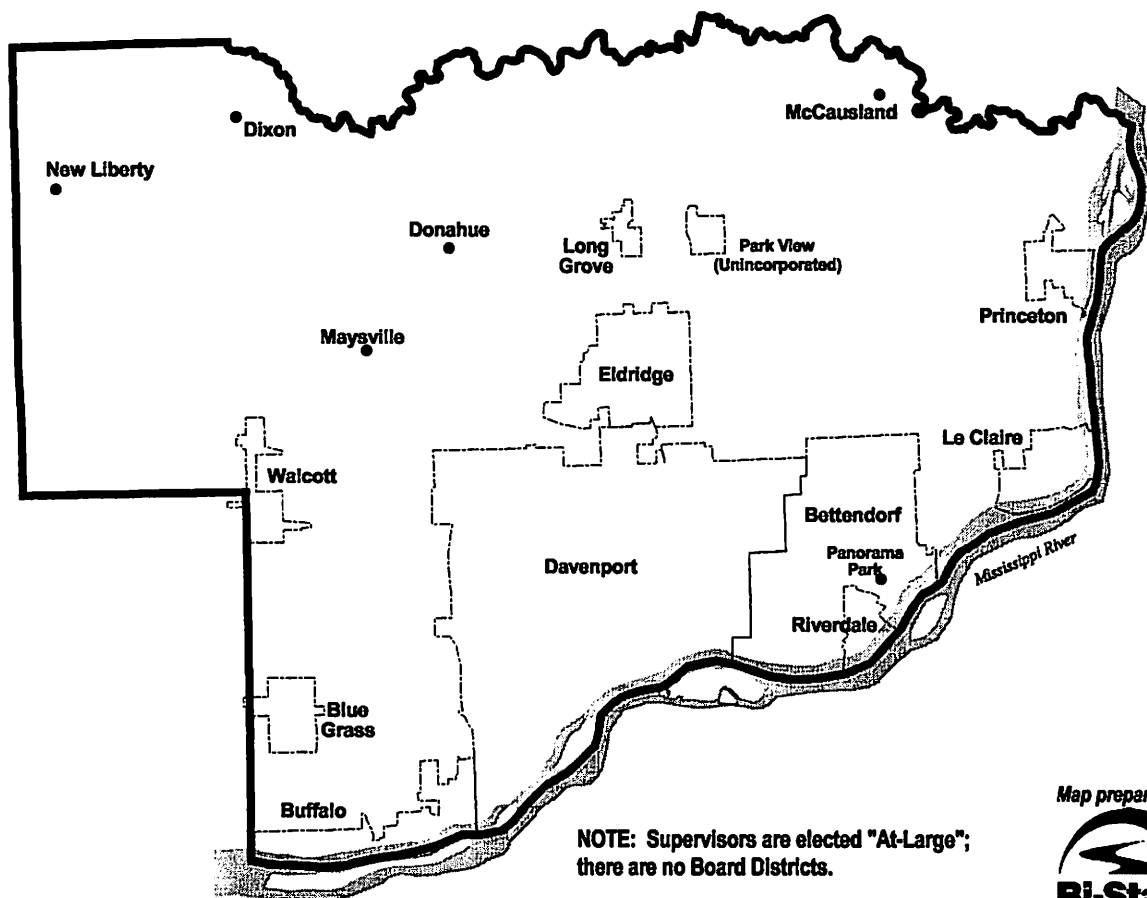 Dixon
McCausland
New Liberty
Donahue
Long
Grove
Park View
(Unincorporated)
Princeton
Maysville
Eldridge
Le Claire
Walcott
Bettendorf
Davenport
Panorama
Park
Mississippi River
Riverdale
Blue
Grass
Buffalo
NOTE: Supervisors are elected "At-Large";
there are no Board Districts.
Map